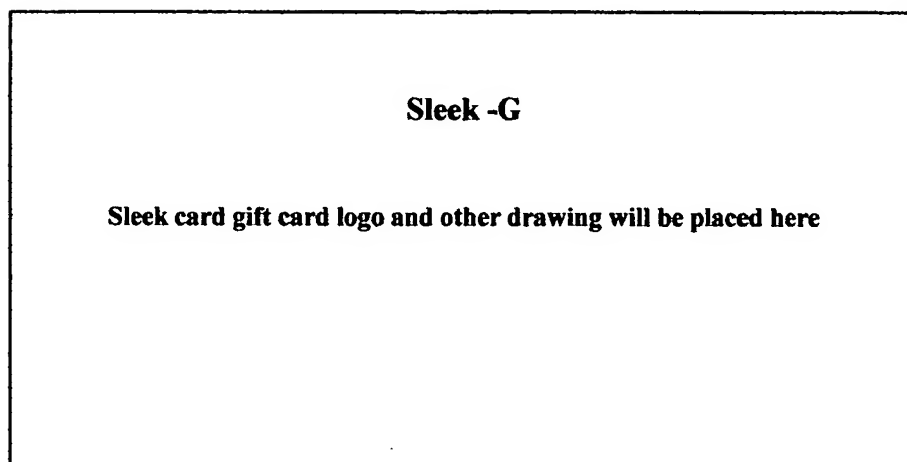 Sleek -G
Sleek card gift card logo and other drawing will be placed here